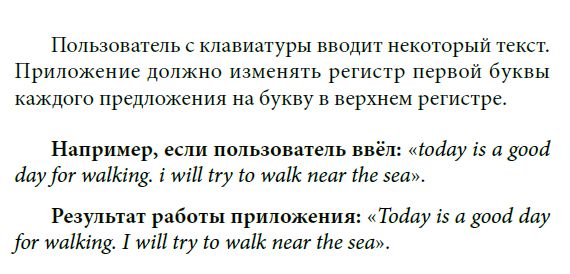 Пользователь с клавиатуры вводит некоторый текст.
Приложение должно изменять регистр первой буквы
каждого предложения на букву в верхнем регистре.
Например, если пользователь ввёл: «today is a good
day for walking. i will try to walk near the sea».
Результат работы приложения: «Today is a good day
for walking. I will try to walk near the sea».